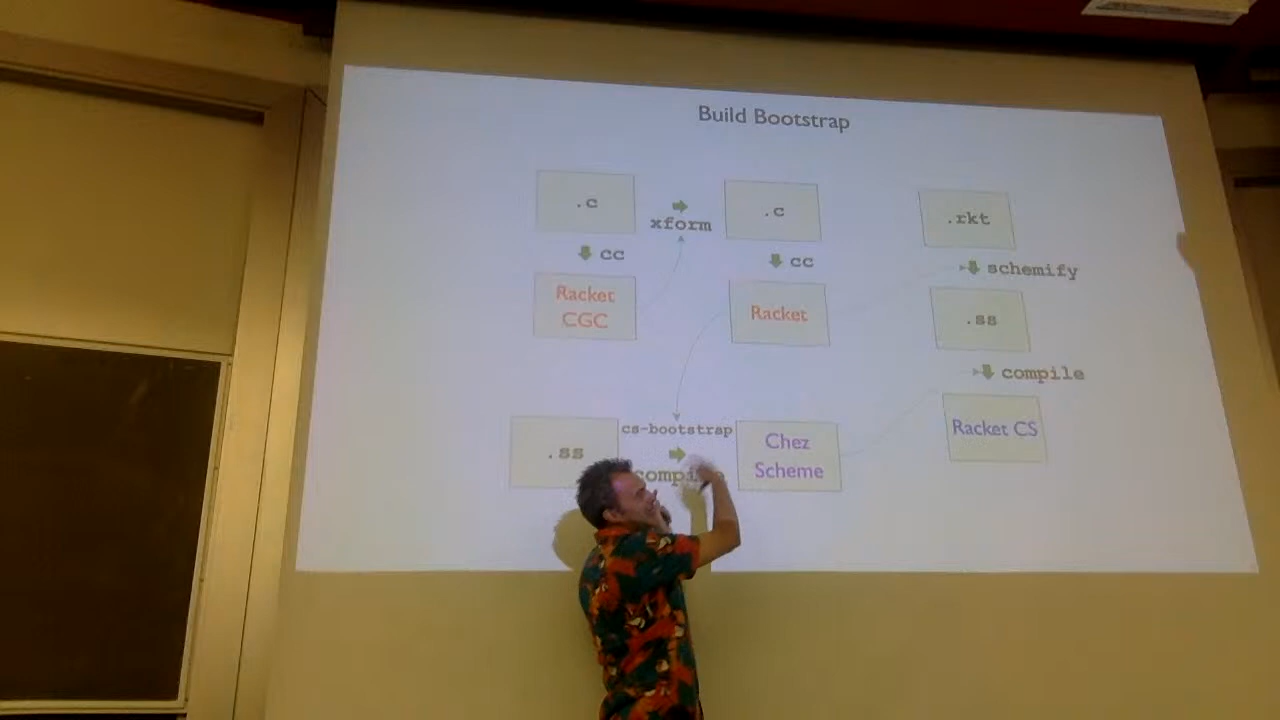 Build Bootstrap
.c
xform
.c
.rkt
cc
cc
schemify
Racket
CGC
Racket
.ss
compile
cs-bootstrap
Racket CS
.ss
compile
Chez
Scheme